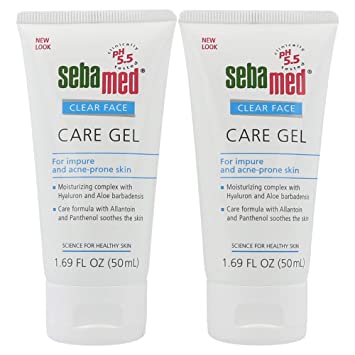 NEW
LOOK
clinically
pH
5.5
tested
seba
med®
CLEAR FACE
CARE GEL
For impure
and acne-prone skin
• Moisturizing complex with
Hyaluron and Aloe barbadensis
• Care formula with Allantoin
and Panthenol soothes the skin
SCIENCE FOR HEALTHY SKIN
1.69 FL OZ (50mL)
NEW
LOOK
clinically
pH
5.5
tested
seba
med®
CLEAR FACE
CARE GEL
For impure
and acne-prone skin
• Moisturizing complex with
Hyaluron and Aloe barbadensis
• Care formula with Allantoin
and Panthenol soothes the skin
SCIENCE FOR HEALTHY SKIN
1.69 FL OZ (50mL)